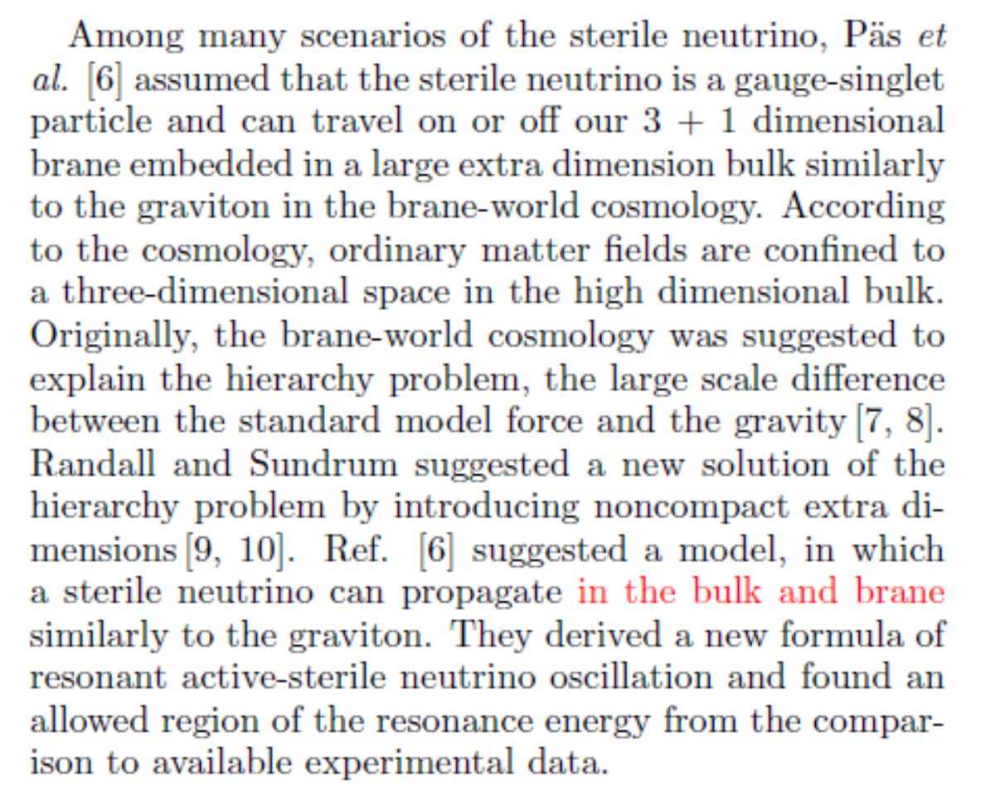 Among many scenarios of the sterile neutrino, Päs et
al. [6] assumed that the sterile neutrino is a gauge-singlet
particle and can travel on or off our 3 + 1 dimensional
brane embedded in a large extra dimension bulk similarly
to the graviton in the brane-world cosmology. According
to the cosmology, ordinary matter fields are confined to
a three-dimensional space in the high dimensional bulk.
Originally, the brane-world cosmology was suggested to
explain the hierarchy problem, the large scale difference
between the standard model force and the gravity [7, 8].
Randall and Sundrum suggested a new solution of the
hierarchy problem by introducing noncompact extra di-
mensions [9, 10]. Ref. [6] suggested a model, in which
a sterile neutrino can propagate in the bulk and brane
similarly to the graviton. They derived a new formula of
resonant active-sterile neutrino oscillation and found an
allowed region of the resonance energy from the compar-
ison to available experimental data.